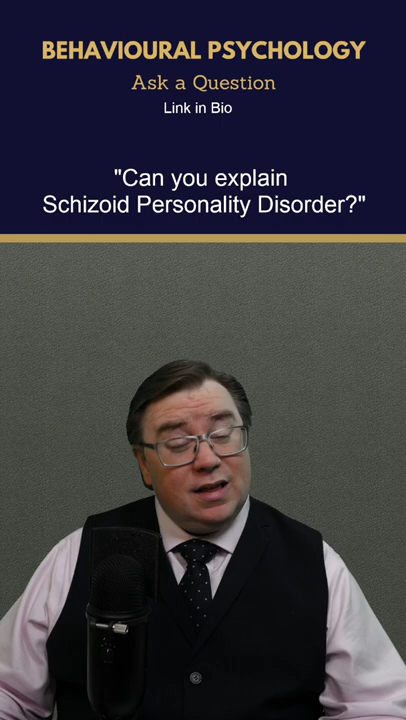 BEHAVIOURAL PSYCHOLOGY
Ask a Question
Link in Bio
"Can you explain
Schizoid Personality Disorder?"